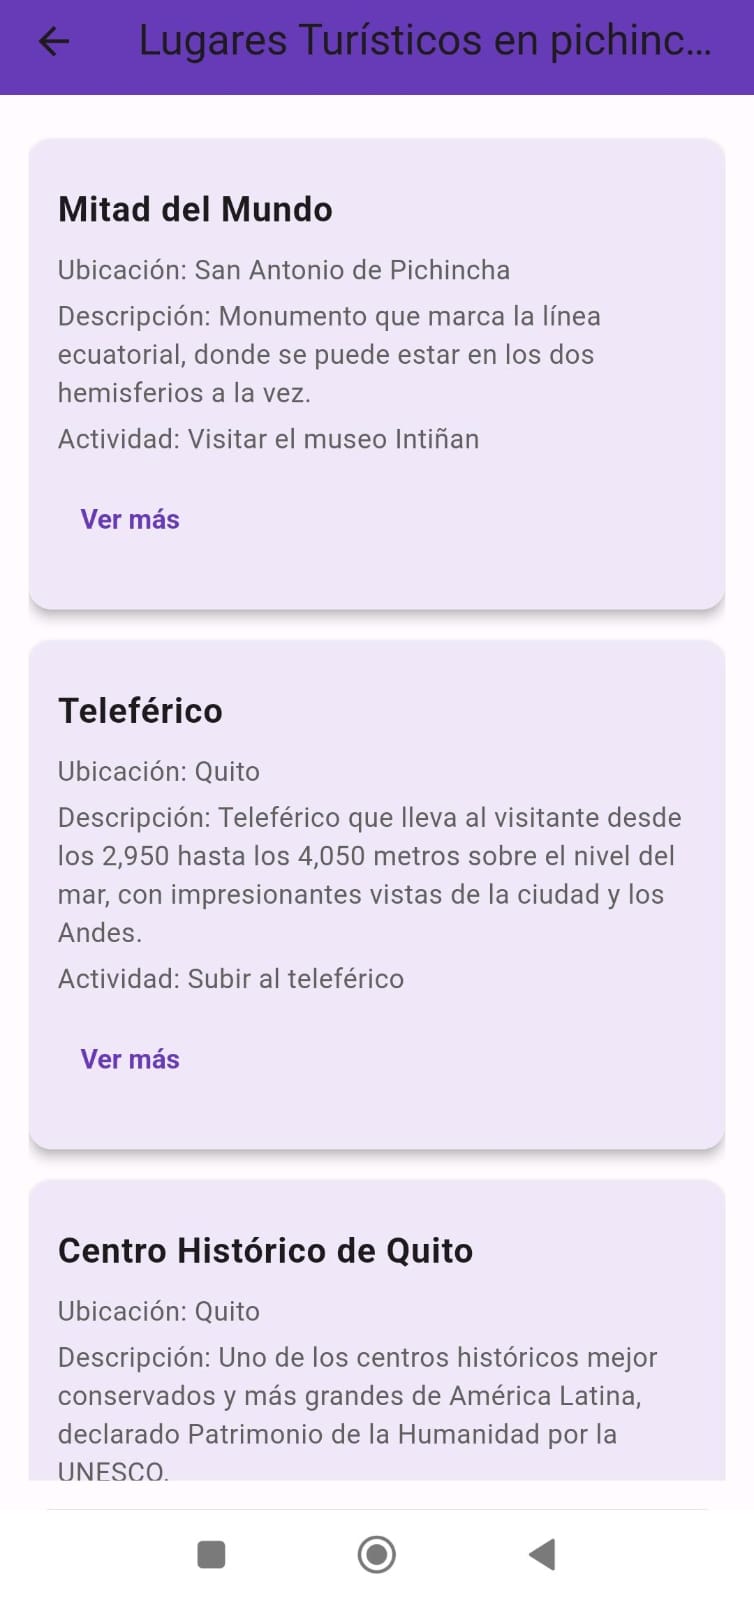 Lugares Turísticos en pichinc...
Mitad del Mundo
Ubicación: San Antonio de Pichincha
Descripción: Monumento que marca la línea
ecuatorial, donde se puede estar en los dos
hemisferios a la vez.
Actividad: Visitar el museo Intiñan
Ver más
Teleférico
Ubicación: Quito
Descripción: Teleférico que lleva al visitante desde
los 2,950 hasta los 4,050 metros sobre el nivel del
mar, con impresionantes vistas de la ciudad y los
Andes.
Actividad: Subir al teleférico
Ver más
Centro Histórico de Quito
Ubicación: Quito
Descripción: Uno de los centros históricos mejor
conservados y más grandes de América Latina,
declarado Patrimonio de la Humanidad por la
UNESCO.